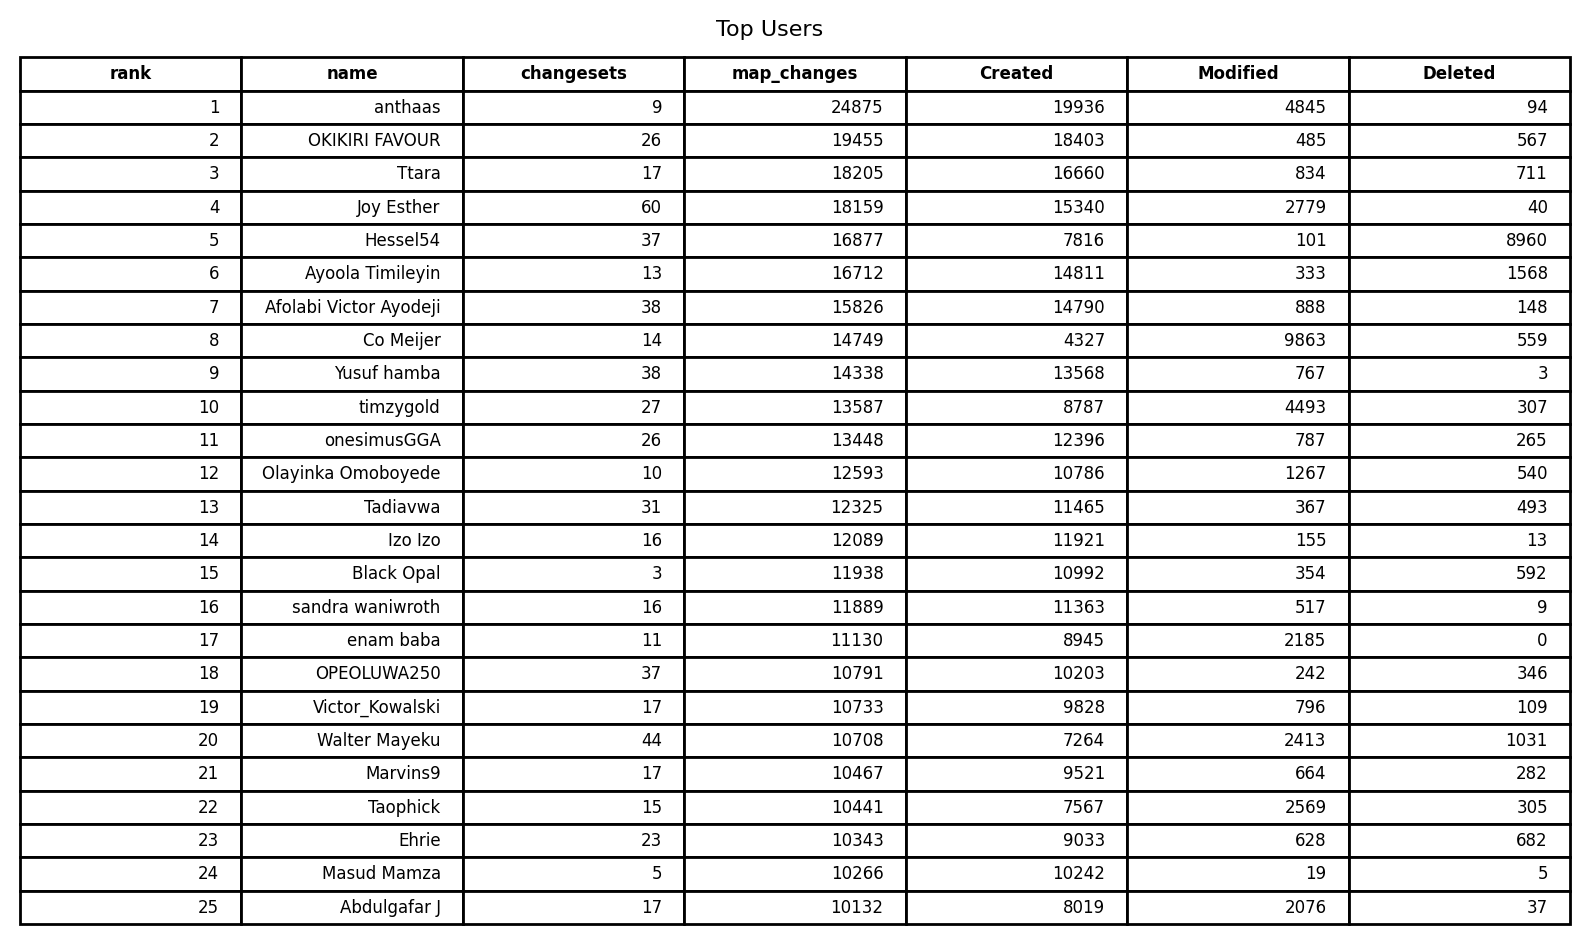 Top Users
rank name changesets map_changes Created Modified Deleted
1 anthaas 9 24875 19936 4845 94
2 OKIKIRI FAVOUR 26 19455 18403 485 567
3 Ttara 17 18205 16660 834 711
4 Joy Esther 60 18159 15340 2779 40
5 Hessel54 37 16877 7816 101 8960
6 Ayoola Timileyin 13 16712 14811 333 1568
7 Afolabi Victor Ayodeji 38 15826 14790 888 148
8 Co Meijer 14 14749 4327 9863 559
9 Yusuf hamba 38 14338 13568 767 3
10 timzygold 27 13587 8787 4493 307
11 onesimusGGA 26 13448 12396 787 265
12 Olayinka Omoboyede 10 12593 10786 1267 540
13 Tadiavwa 31 12325 11465 367 493
14 Izo Izo 16 12089 11921 155 13
15 Black Opal 3 11938 10992 354 592
16 sandra waniwroth 16 11889 11363 517 9
17 enam baba 11 11130 8945 2185 0
18 OPEOLUWA250 37 10791 10203 242 346
19 Victor_Kowalski 17 10733 9828 796 109
20 Walter Mayeku 44 10708 7264 2413 1031
21 Marvins9 17 10467 9521 664 282
22 Taophick 15 10441 7567 2569 305
23 Ehrie 23 10343 9033 628 682
24 Masud Mamza 5 10266 10242 19 5
25 Abdulgafar J 17 10132 8019 2076 37